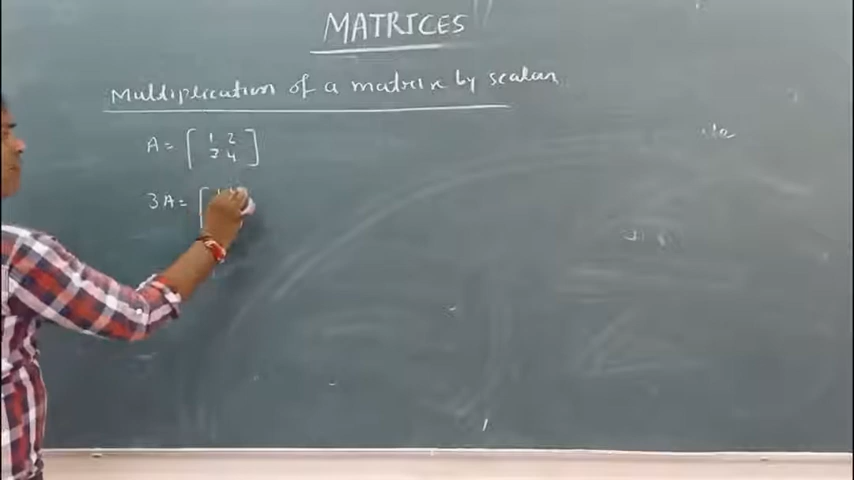 MATRICES
Multiplication of a matrix by scalar
A = [ 1 2
3 4 ]
3A = [